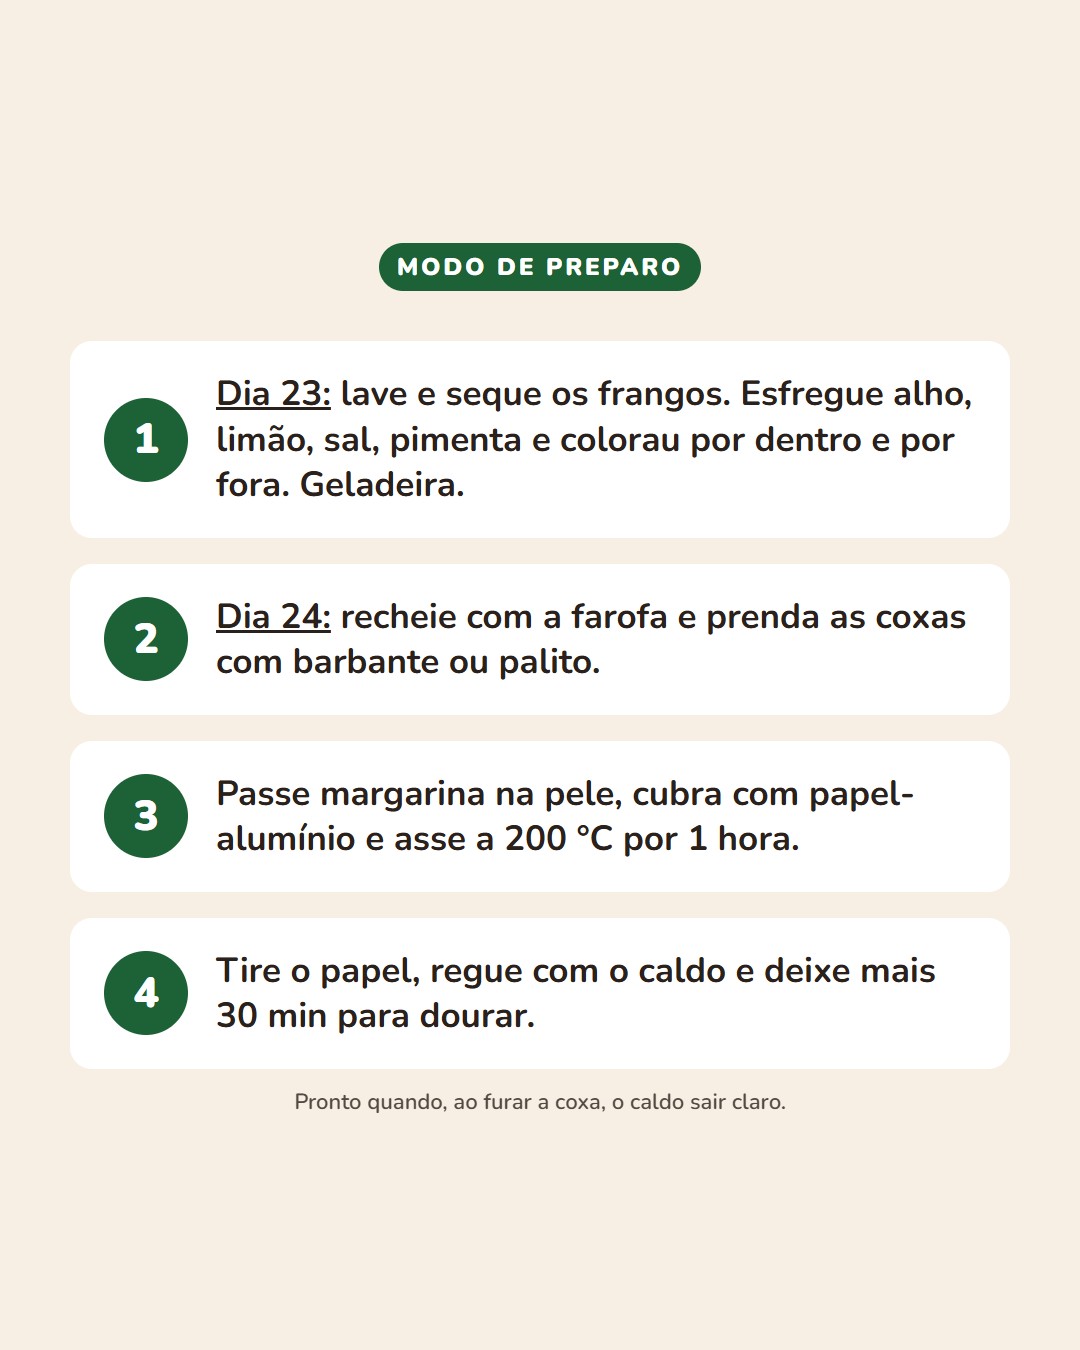 MODO DE PREPARO
1
Dia 23: lave e seque os frangos. Esfregue alho,
limão, sal, pimenta e colorau por dentro e por
fora. Geladeira.
2
Dia 24: recheie com a farofa e prenda as coxas
com barbante ou palito.
3
Passe margarina na pele, cubra com papel-
alumínio e asse a 200 °C por 1 hora.
4
Tire o papel, regue com o caldo e deixe mais
30 min para dourar.
Pronto quando, ao furar a coxa, o caldo sair claro.